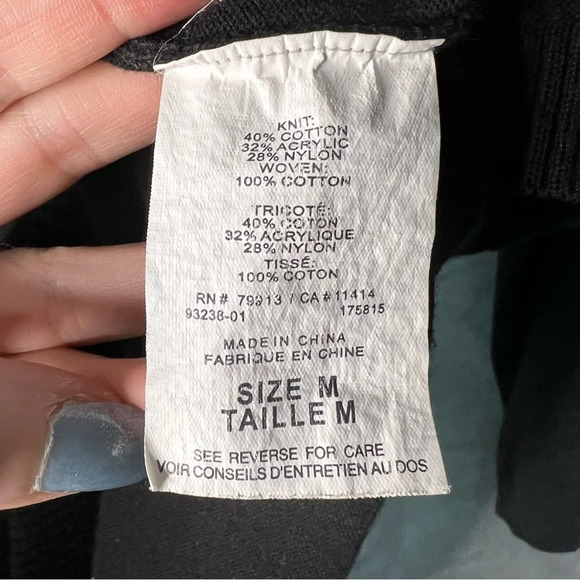 KNIT:
40% COTTON
32% ACRYLIC
28% NYLON
WOVEN:
100% COTTON
TRICOTÉ:
40% COTON
32% ACRYLIQUE
28% NYLON
TISSÉ:
100% COTON
RN# 79913 / CA# 11414
93238-01 175815
MADE IN CHINA
FABRIQUE EN CHINE
SIZE M
TAILLE M
SEE REVERSE FOR CARE
VOIR CONSEILS D'ENTRETIEN AU DOS